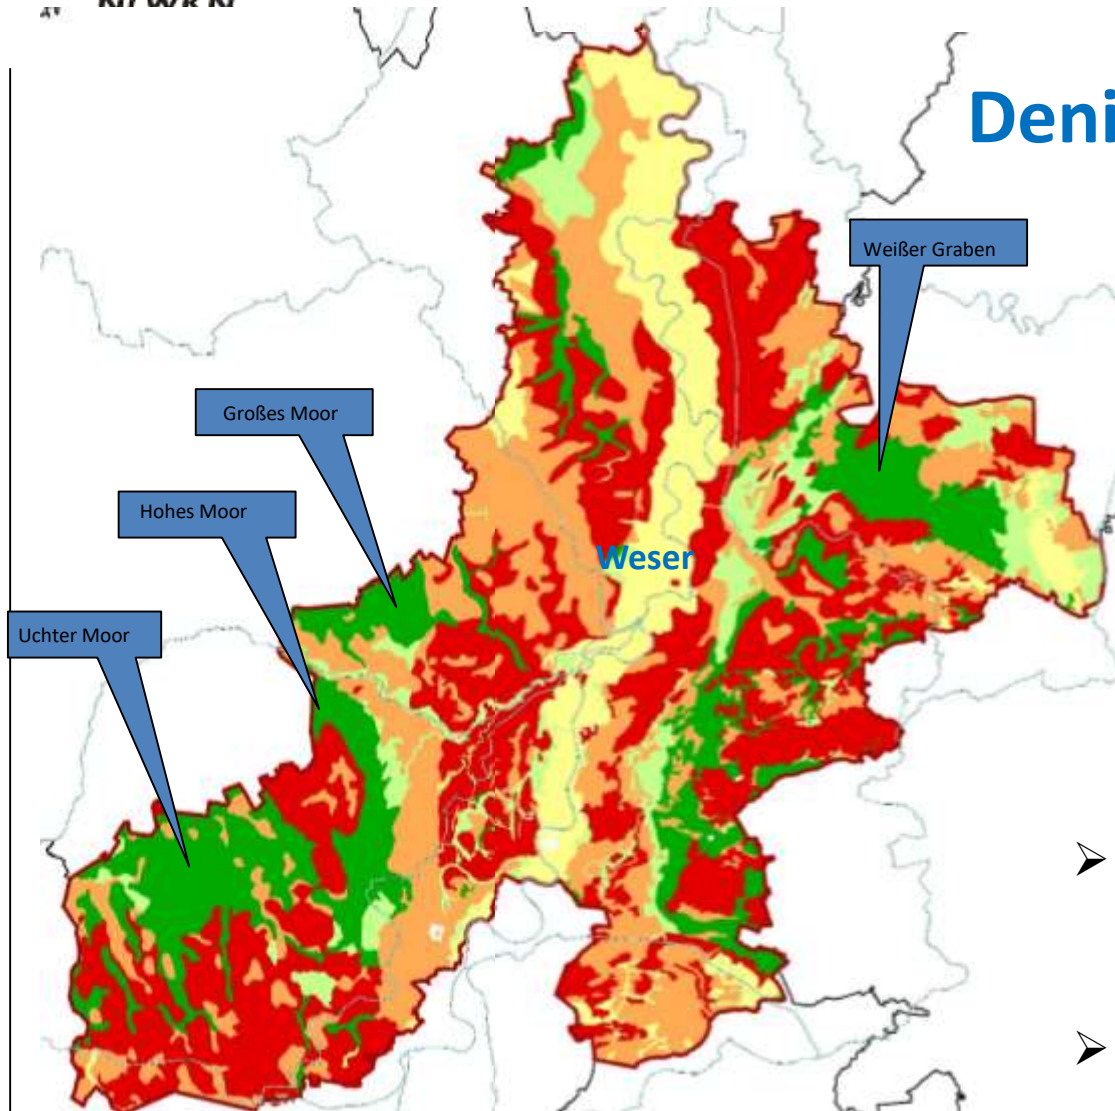 Deni
Weißer Graben
Großes Moor
Hohes Moor
Weser
Uchter Moor